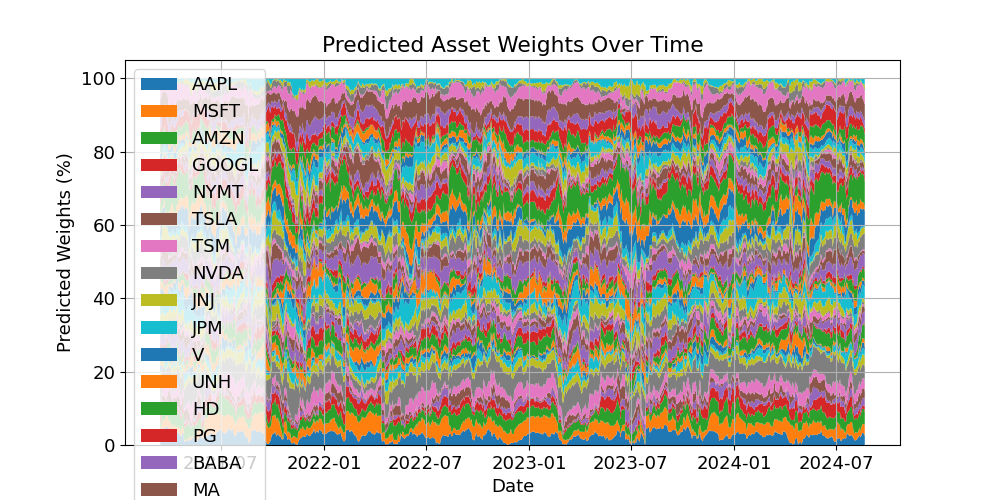 Predicted Asset Weights Over Time
Predicted Weights (%)
100
80
60
40
20
0
AAPL
MSFT
AMZN
GOOGL
NYMT
TSLA
TSM
NVDA
JNJ
JPM
V
UNH
HD
PG
BABA
MA
2022-01
2022-07
2023-01
2023-07
2024-01
2024-07
Date